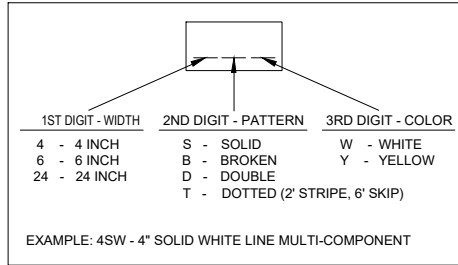 1ST DIGIT - WIDTH 2ND DIGIT - PATTERN 3RD DIGIT - COLOR
4 - 4 INCH S - SOLID W - WHITE
6 - 6 INCH B - BROKEN Y - YELLOW
24 - 24 INCH D - DOUBLE
T - DOTTED (2' STRIPE, 6' SKIP)
EXAMPLE: 4SW - 4" SOLID WHITE LINE MULTI-COMPONENT